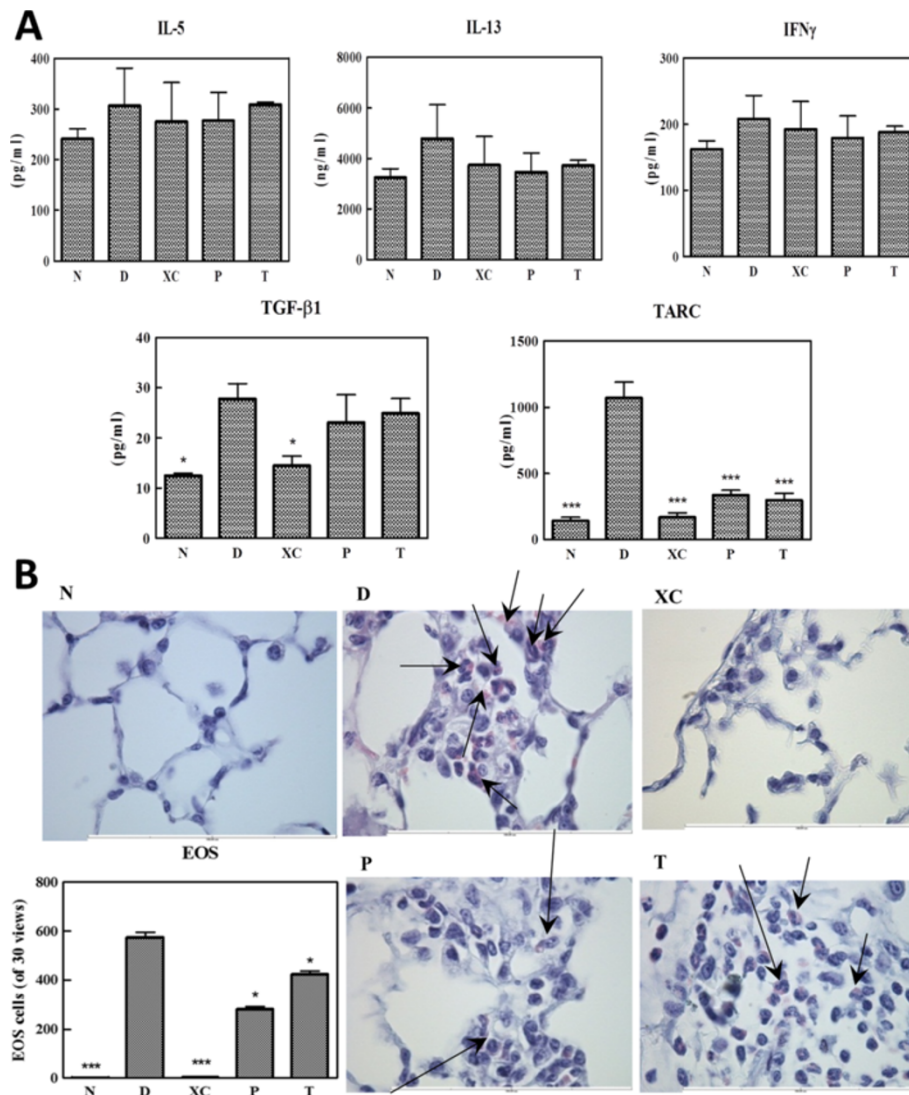 A
IL-5
IL-13
IFNγ
400
300
200
100
0
(pg/ml)
N D XC P T
8000
6000
4000
2000
0
(ng/ml)
N D XC P T
300
200
100
0
(pg/ml)
N D XC P T
TGF-β1
TARC
40
30
20
10
0
(pg/ml)
* *
N D XC P T
1500
1000
500
0
(pg/ml)
*** *** *** ***
N D XC P T
B
N
D
XC
EOS
800
600
400
200
0
EOS cells (of 30 views)
*** *** * *
N D XC P T
P
T